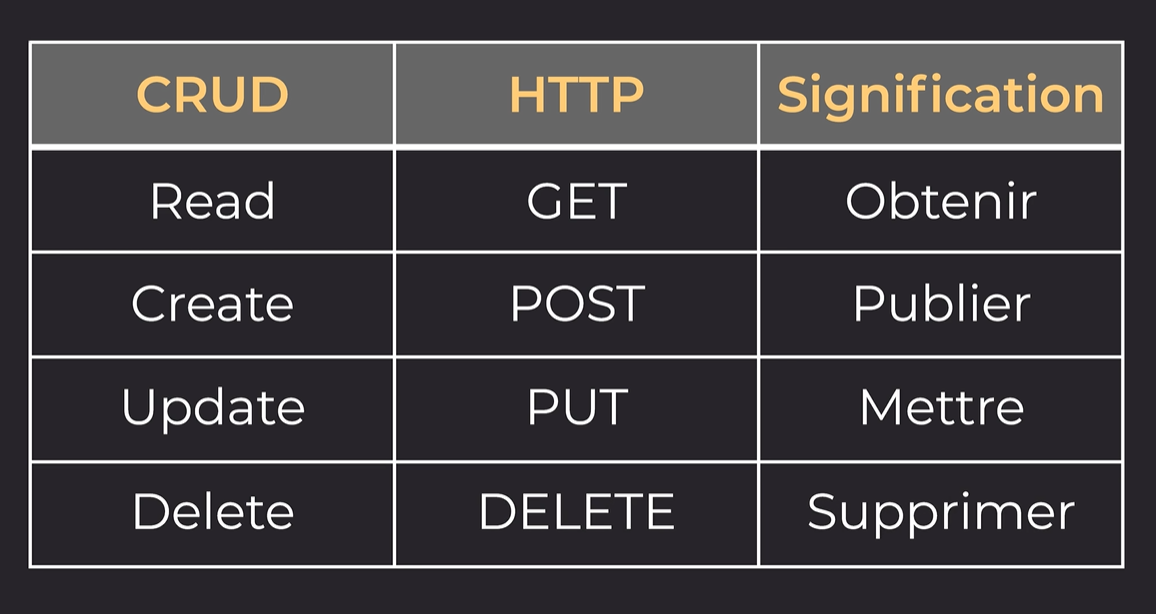 CRUD HTTP Signification
Read GET Obtenir
Create POST Publier
Update PUT Mettre
Delete DELETE Supprimer